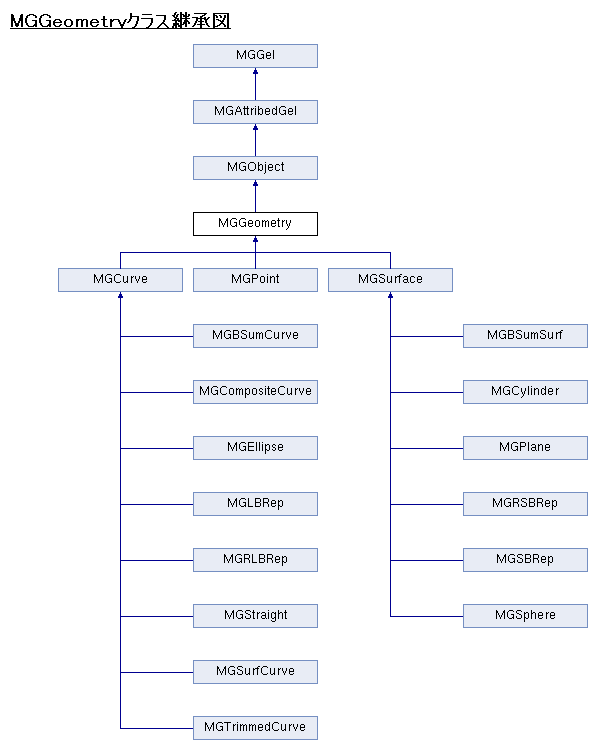 MGGeometryクラス継承図
MGGel
MGAttribedGel
MGObject
MGGeometry
MGCurve MGPoint MGSurface
MGBSumCurve MGBSumSurf
MGCompositeCurve MGCylinder
MGEllipse MGPlane
MGLBRep MGRSBRep
MGRLBRep MGSBRep
MGStraight MGSphere
MGSurfCurve
MGTrimmedCurve